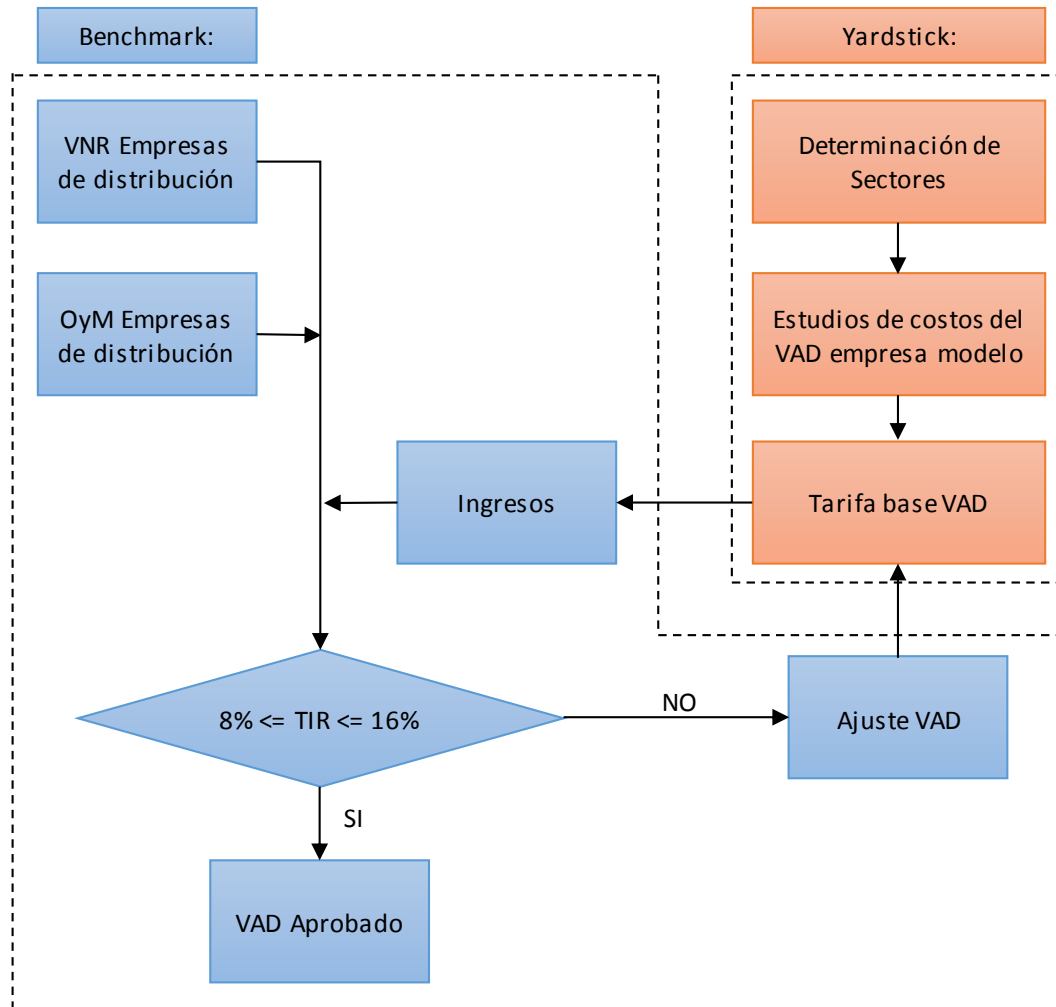 Benchmark:
Yardstick:
VNR Empresas
de distribución
Determinación de
Sectores
OyM Empresas
de distribución
Estudios de costos del
VAD empresa modelo
Ingresos
Tarifa base VAD
8% <= TIR <= 16%
NO
Ajuste VAD
SI
VAD Aprobado